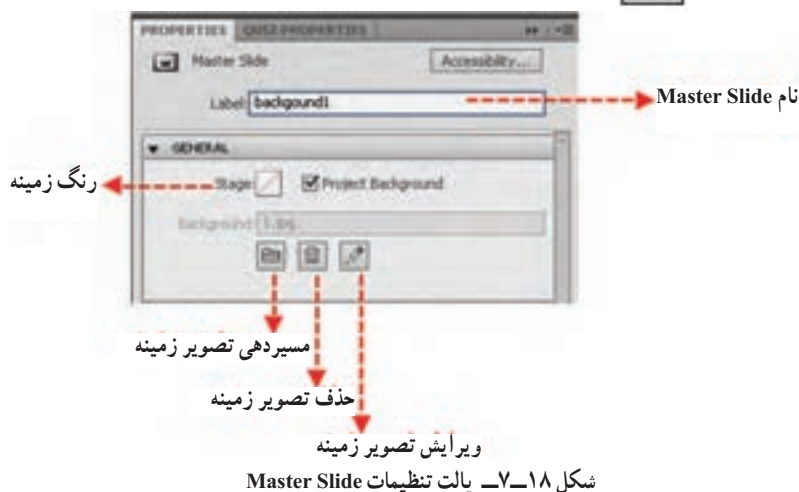 PROPERTIES QUIZ PROPERTIES
Master Slide Accessibility...
Label: backgound1
نام Master Slide
GENERAL
Stage: Project Background
رنگ زمینه
Background:
مسیردهی تصویر زمینه
حذف تصویر زمینه
ویرایش تصویر زمینه
شکل ۱۸ــ۷ــ پالت تنظیمات Master Slide